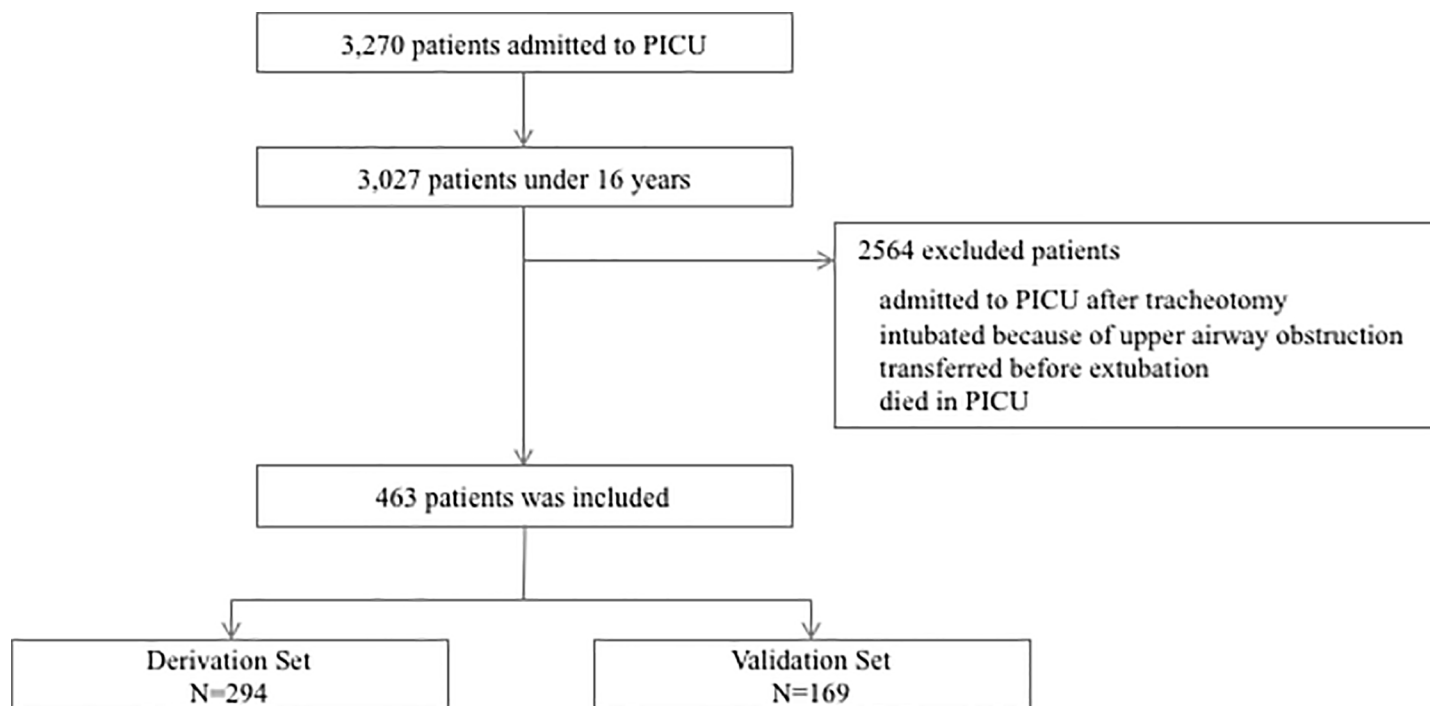 3,270 patients admitted to PICU
3,027 patients under 16 years
2564 excluded patients
admitted to PICU after tracheotomy
intubated because of upper airway obstruction
transferred before extubation
died in PICU
463 patients was included
Derivation Set
N=294
Validation Set
N=169